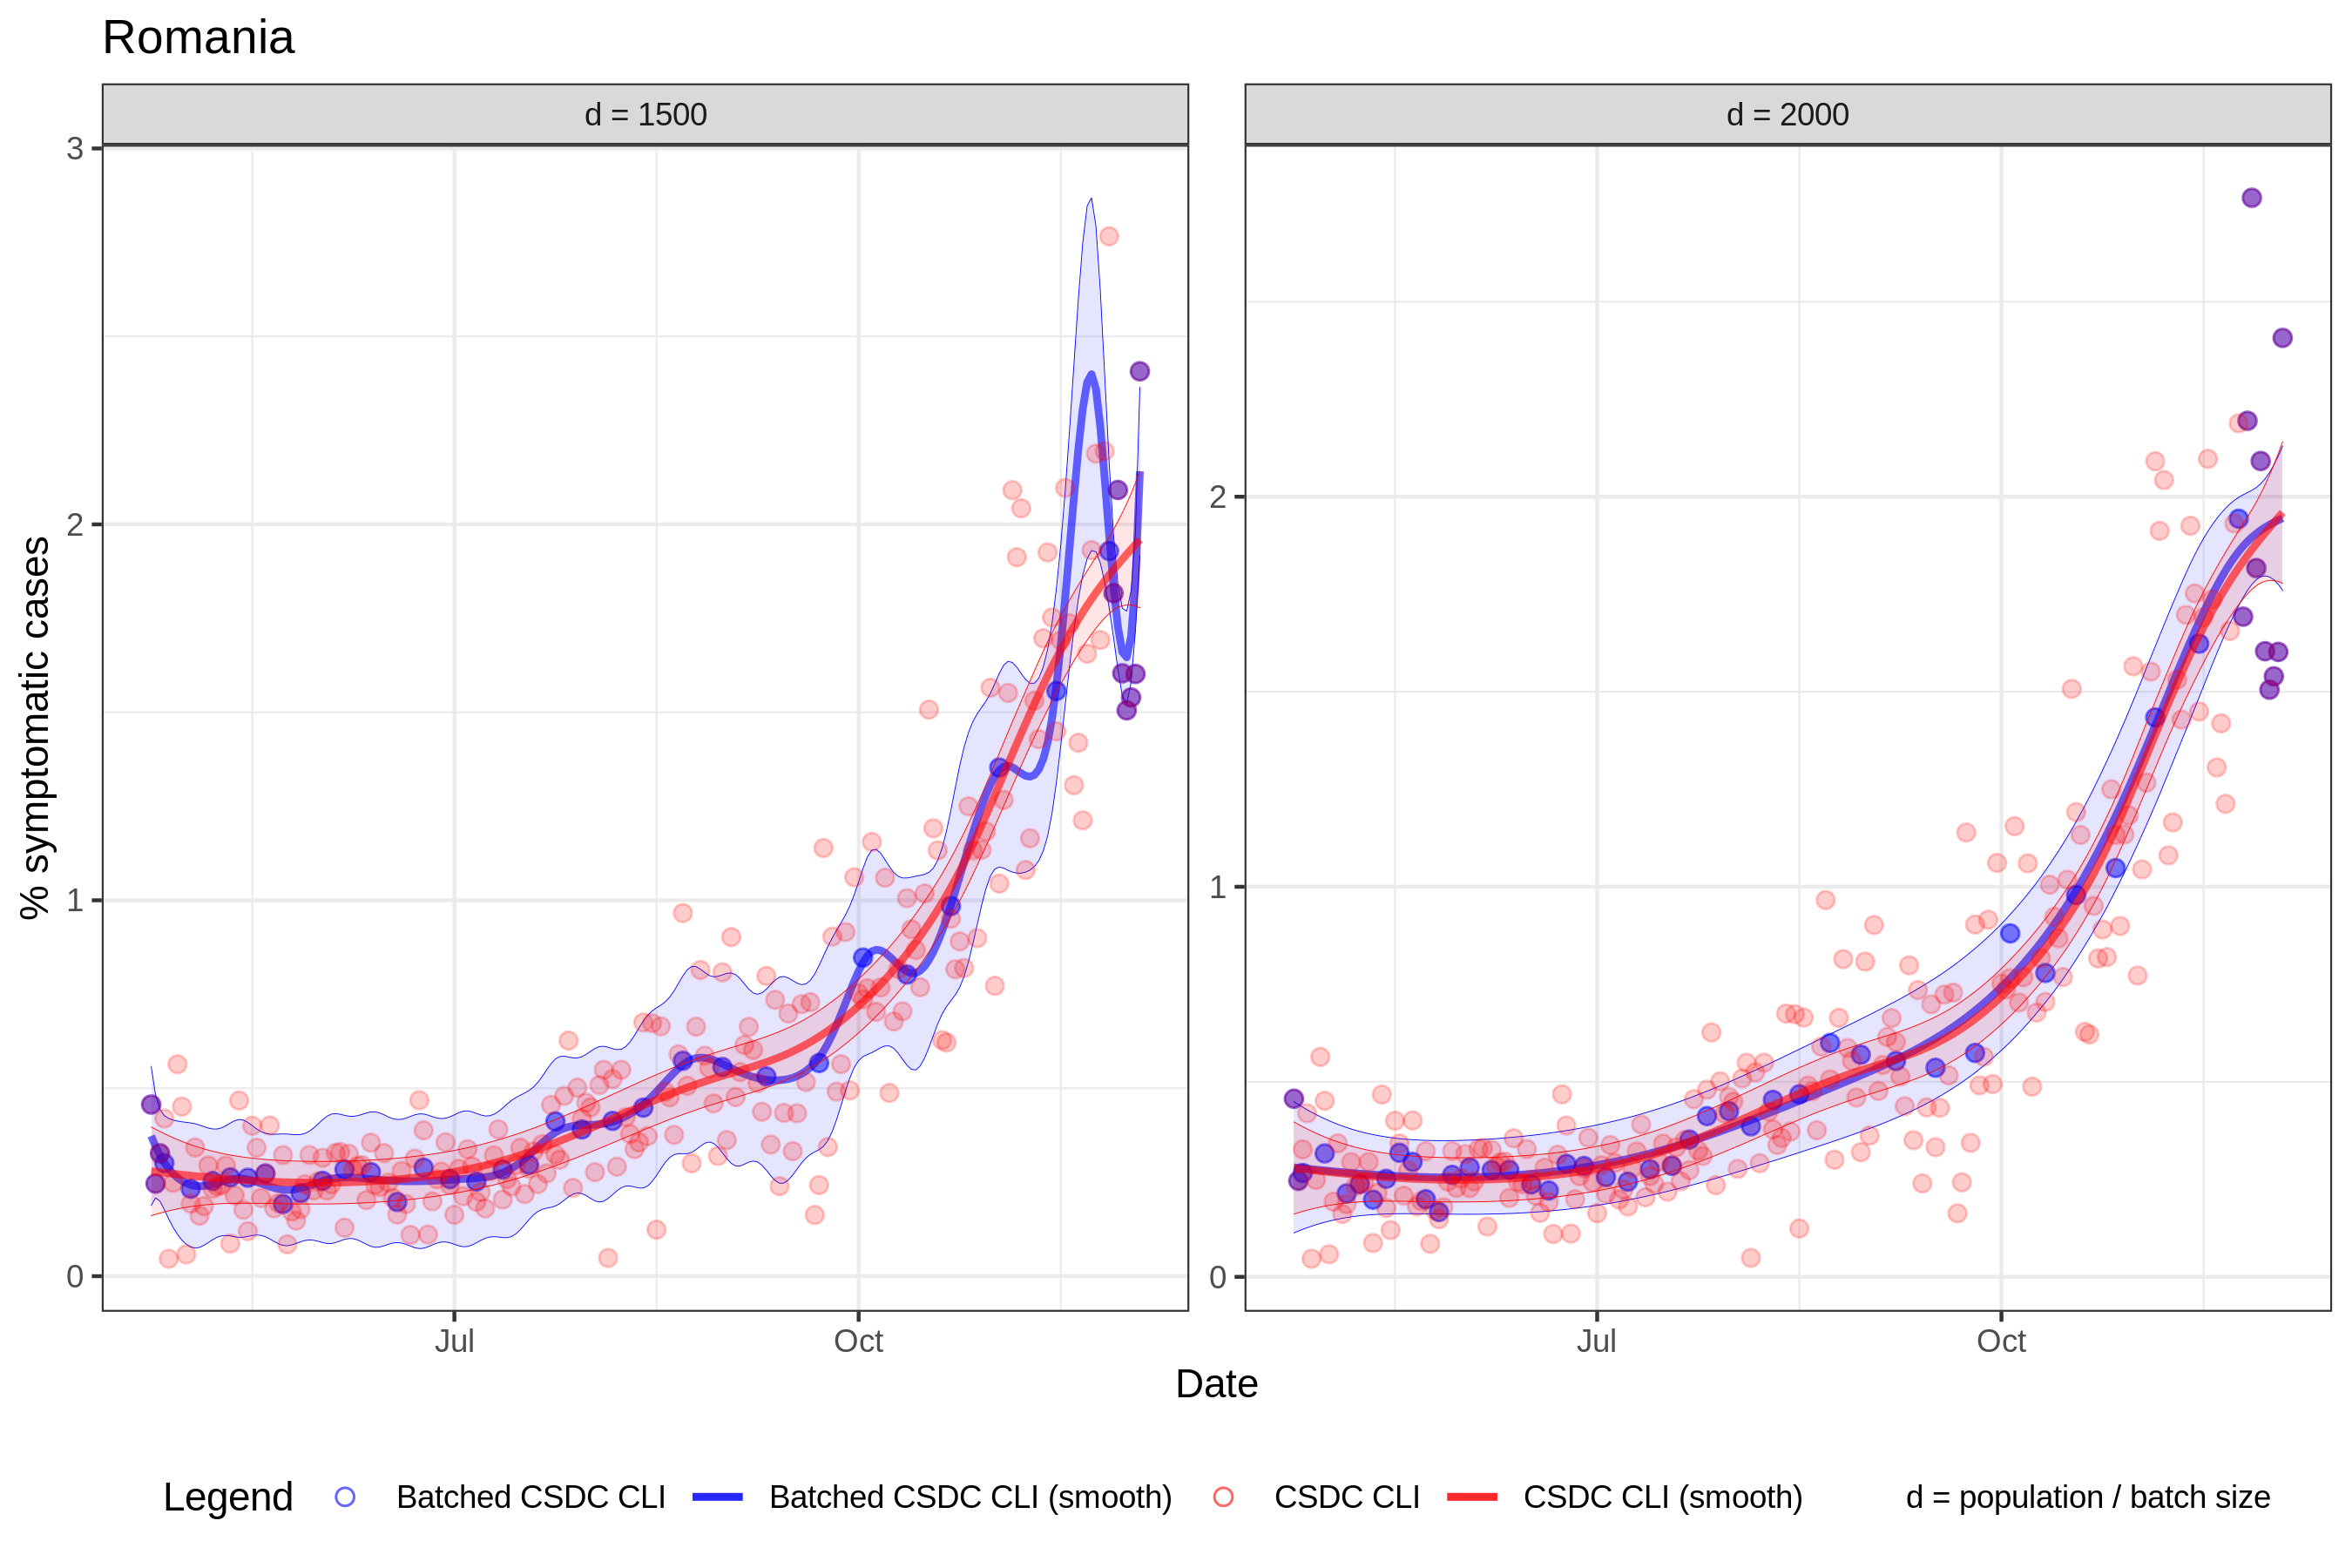 Romania
d = 1500
d = 2000
% symptomatic cases
3
2
1
0
2
1
0
Jul
Oct
Jul
Oct
Date
Legend
Batched CSDC CLI
Batched CSDC CLI (smooth)
CSDC CLI
CSDC CLI (smooth)
d = population / batch size